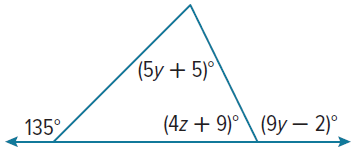 (5y + 5)°
135°
(4z + 9)°
(9y – 2)°